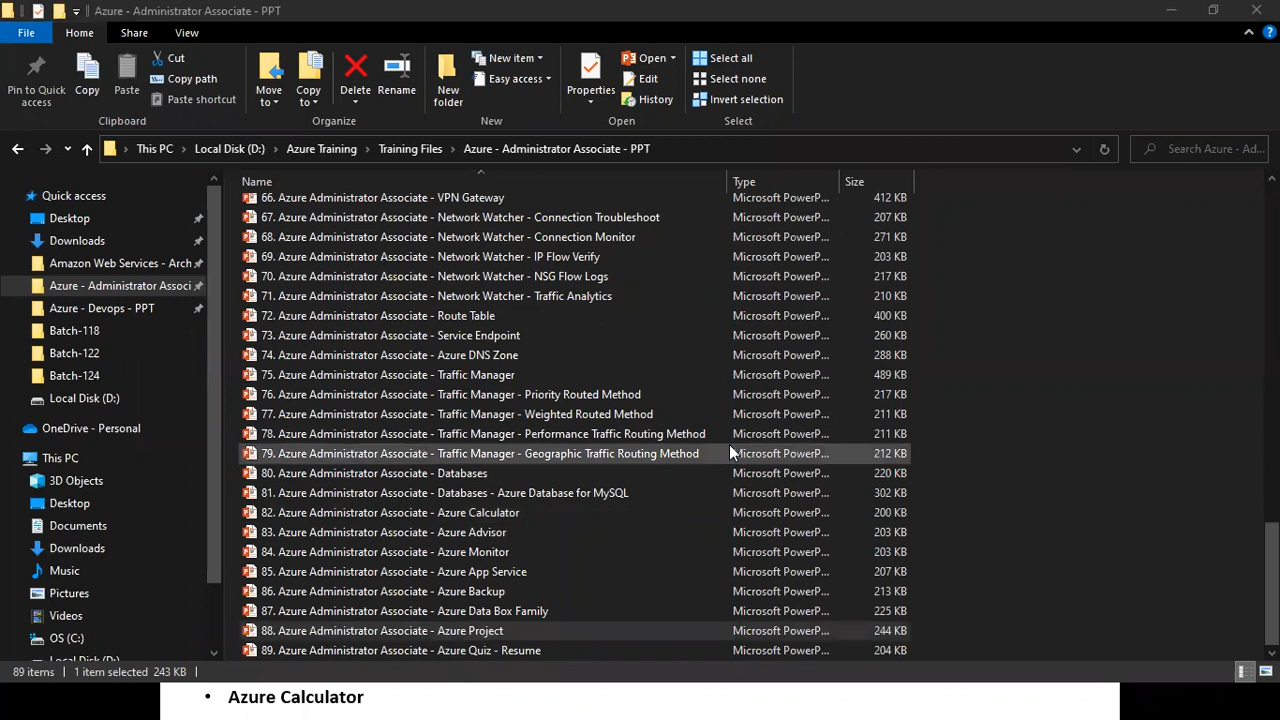 Azure - Administrator Associate - PPT
File Home Share View
Pin to Quick access
Copy
Paste
Cut
Copy path
Paste shortcut
Clipboard
Move to
Copy to
Delete
Rename
Organize
New folder
New item
Easy access
New
Properties
Open
Edit
History
Open
Select all
Select none
Invert selection
Select
This PC Local Disk (D:) Azure Training Training Files Azure - Administrator Associate - PPT
Search Azure - Ad...
Quick access
Desktop
Downloads
Amazon Web Services - Arch
Azure - Administrator Associ
Azure - Devops - PPT
Batch-118
Batch-122
Batch-124
Local Disk (D:)
OneDrive - Personal
This PC
3D Objects
Desktop
Documents
Downloads
Music
Pictures
Videos
OS (C:)
Local Disk (D:)
Name Type Size
66. Azure Administrator Associate - VPN Gateway Microsoft PowerP... 412 KB
67. Azure Administrator Associate - Network Watcher - Connection Troubleshoot Microsoft PowerP... 207 KB
68. Azure Administrator Associate - Network Watcher - Connection Monitor Microsoft PowerP... 271 KB
69. Azure Administrator Associate - Network Watcher - IP Flow Verify Microsoft PowerP... 203 KB
70. Azure Administrator Associate - Network Watcher - NSG Flow Logs Microsoft PowerP... 217 KB
71. Azure Administrator Associate - Network Watcher - Traffic Analytics Microsoft PowerP... 210 KB
72. Azure Administrator Associate - Route Table Microsoft PowerP... 400 KB
73. Azure Administrator Associate - Service Endpoint Microsoft PowerP... 260 KB
74. Azure Administrator Associate - Azure DNS Zone Microsoft PowerP... 288 KB
75. Azure Administrator Associate - Traffic Manager Microsoft PowerP... 489 KB
76. Azure Administrator Associate - Traffic Manager - Priority Routed Method Microsoft PowerP... 217 KB
77. Azure Administrator Associate - Traffic Manager - Weighted Routed Method Microsoft PowerP... 211 KB
78. Azure Administrator Associate - Traffic Manager - Performance Traffic Routing Method Microsoft PowerP... 211 KB
79. Azure Administrator Associate - Traffic Manager - Geographic Traffic Routing Method Microsoft PowerP... 212 KB
80. Azure Administrator Associate - Databases Microsoft PowerP... 220 KB
81. Azure Administrator Associate - Databases - Azure Database for MySQL Microsoft PowerP... 302 KB
82. Azure Administrator Associate - Azure Calculator Microsoft PowerP... 200 KB
83. Azure Administrator Associate - Azure Advisor Microsoft PowerP... 203 KB
84. Azure Administrator Associate - Azure Monitor Microsoft PowerP... 203 KB
85. Azure Administrator Associate - Azure App Service Microsoft PowerP... 207 KB
86. Azure Administrator Associate - Azure Backup Microsoft PowerP... 213 KB
87. Azure Administrator Associate - Azure Data Box Family Microsoft PowerP... 225 KB
88. Azure Administrator Associate - Azure Project Microsoft PowerP... 244 KB
89. Azure Administrator Associate - Azure Quiz - Resume Microsoft PowerP... 204 KB
89 items 1 item selected 243 KB
• Azure Calculator